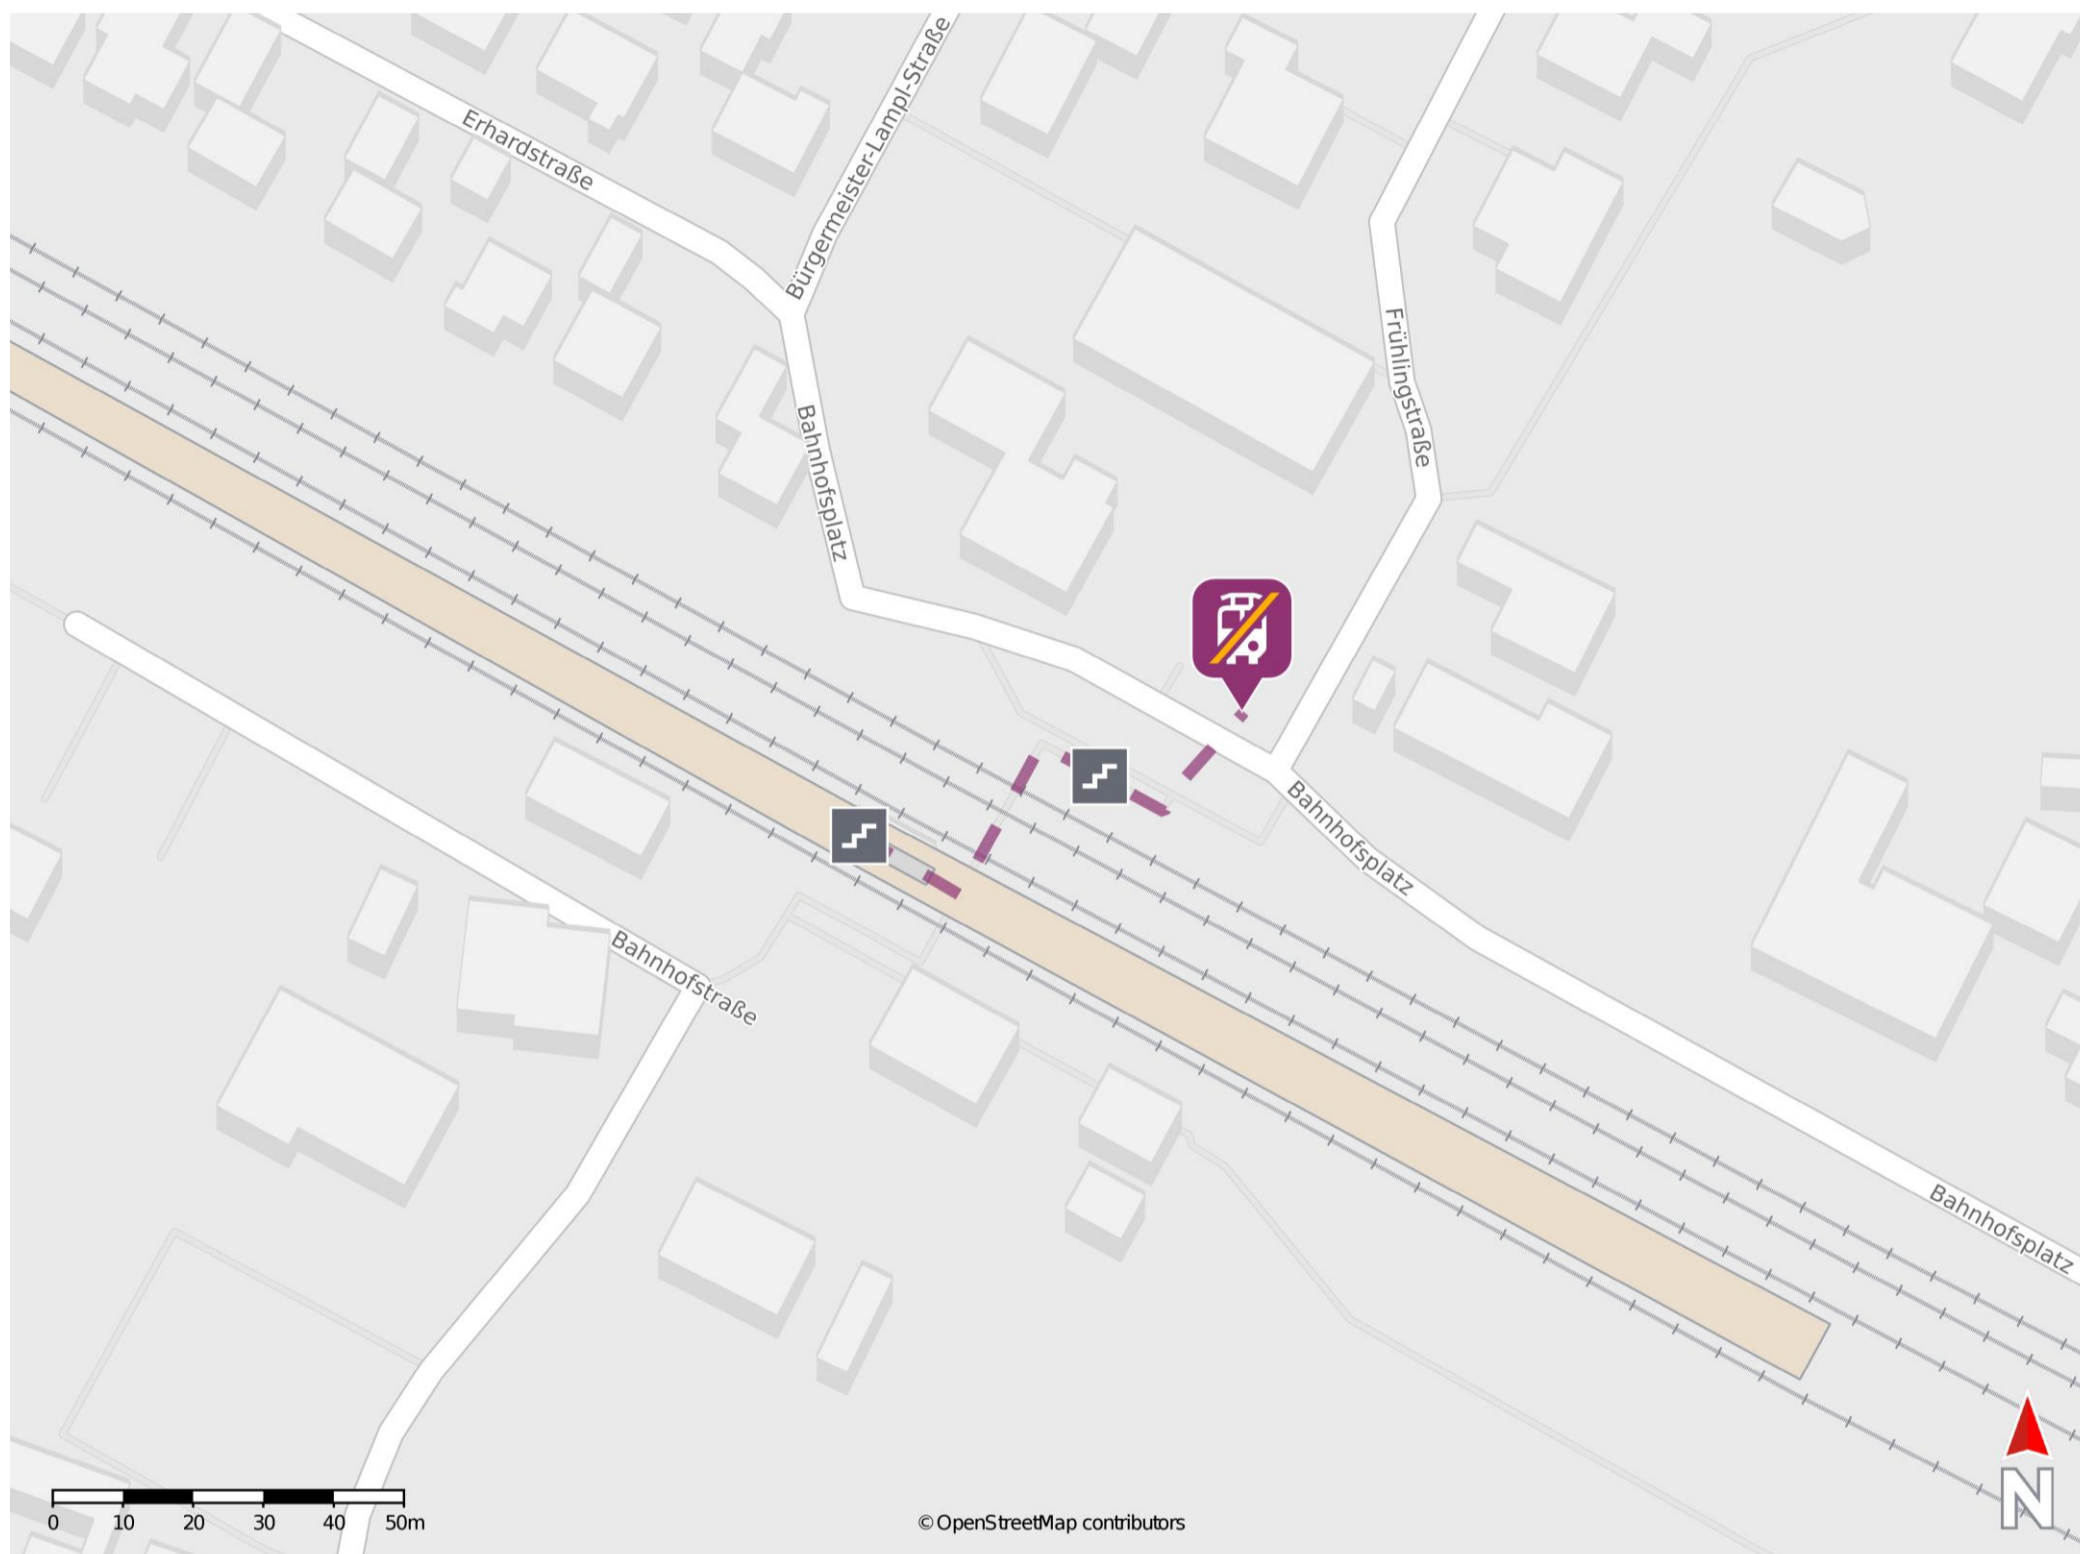 Bürgermeister-Lampl-Straße
Erhardstraße
Frühlingstraße
Bahnhofsplatz
Bahnhofsplatz
Bahnhofstraße
Bahnhofsplatz
N
0 10 20 30 40 50m
© OpenStreetMap contributors